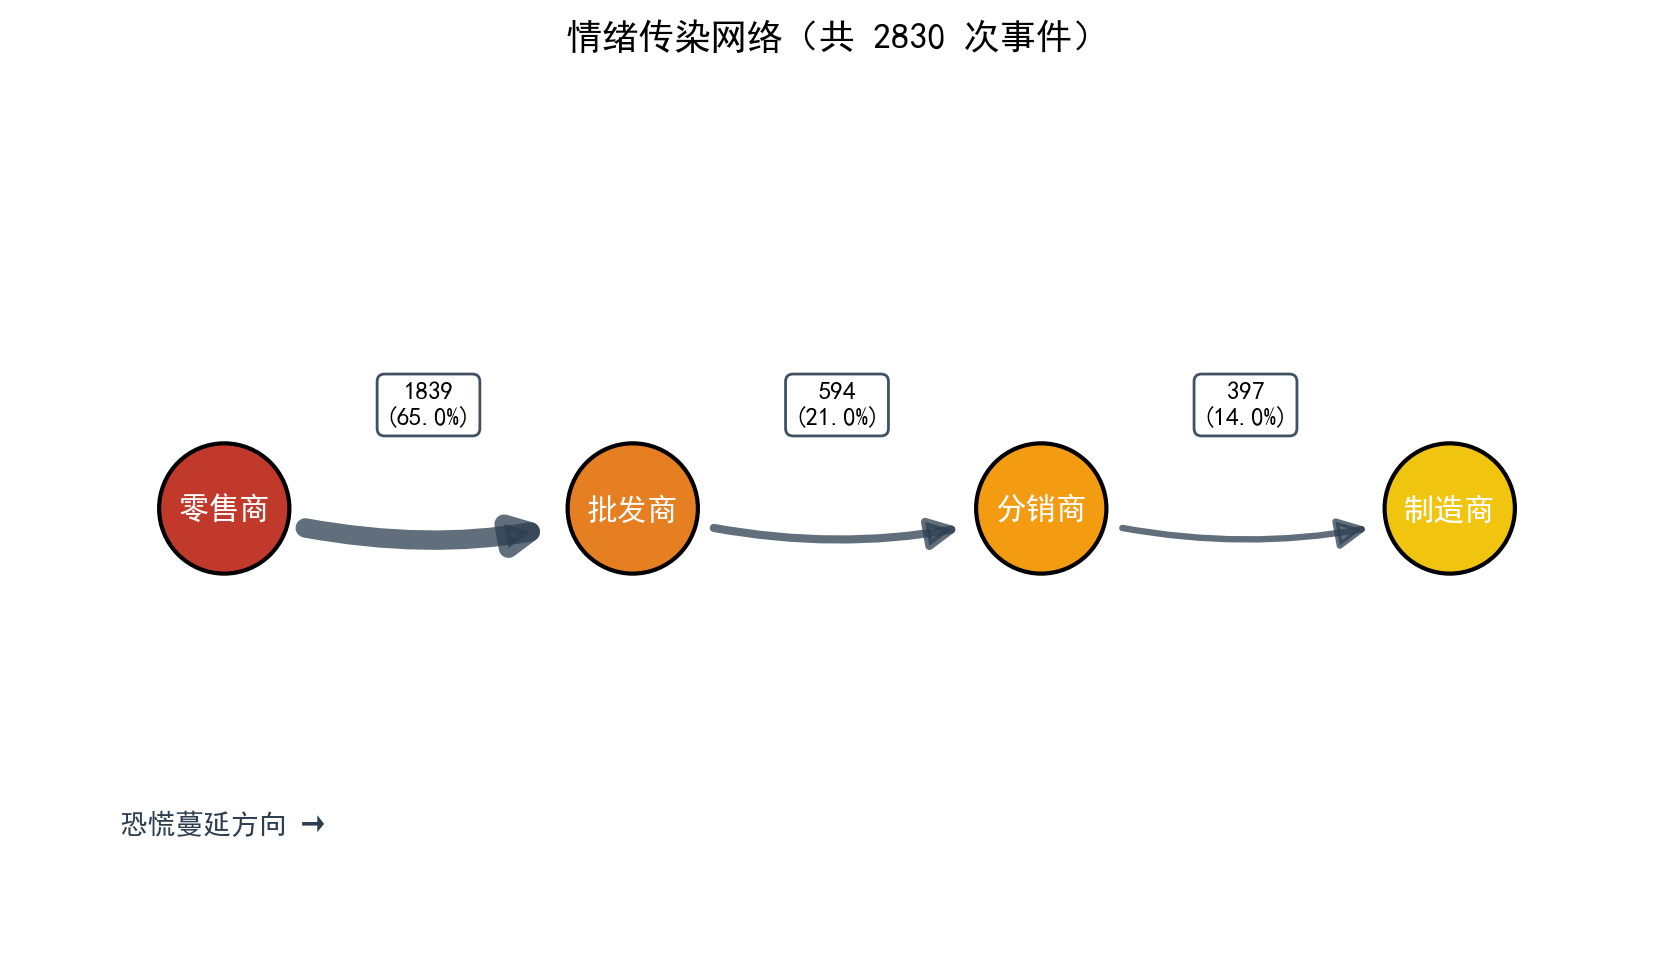 情绪传染网络（共 2830 次事件）
1839
(65.0%)
594
(21.0%)
397
(14.0%)
零售商
批发商
分销商
制造商
恐慌蔓延方向 →